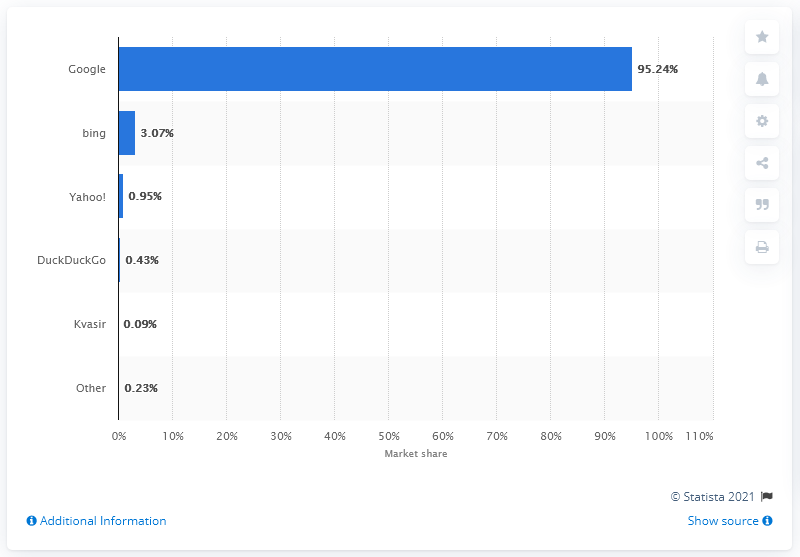 Google 95.24%
bing 3.07%
Yahoo! 0.95%
DuckDuckGo 0.43%
Kvasir 0.09%
Other 0.23%
0% 10% 20% 30% 40% 50% 60% 70% 80% 90% 100% 110%
Market share
© Statista 2021
Additional Information Show source